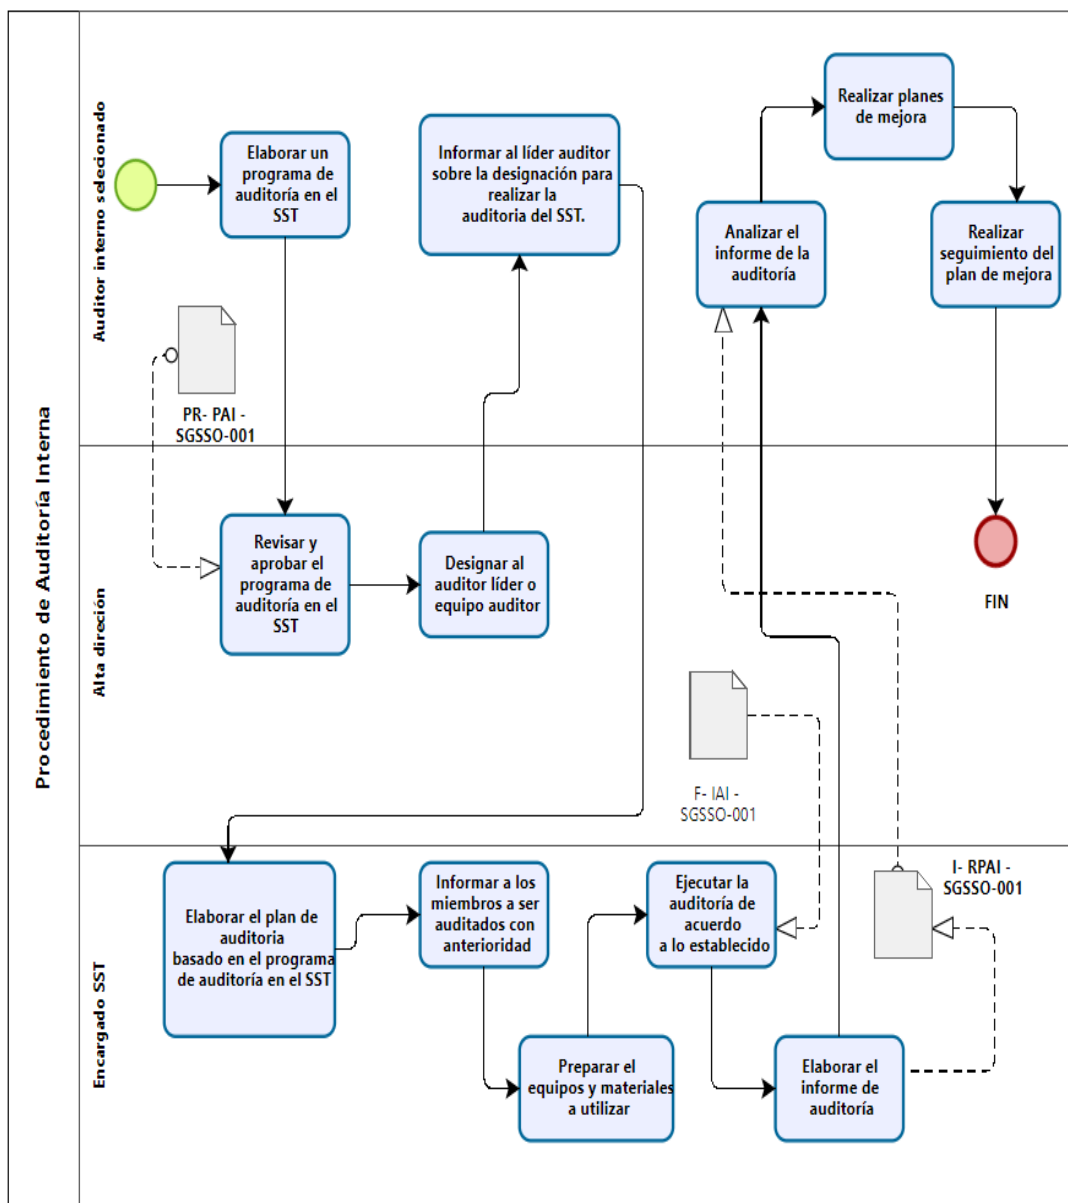 Procedimiento de Auditoría Interna
Auditor interno selecionado
Elaborar un
programa de
auditoría en el
SST
Informar al líder auditor
sobre la designación para
realizar la
auditoria del SST.
Realizar planes
de mejora
Analizar el
informe de la
auditoría
Realizar
seguimiento del
plan de mejora
PR- PAI -
SGSSO-001
Alta direción
Revisar y
aprobar el
programa de
auditoría en el
SST
Designar al
auditor líder o
equipo auditor
FIN
F- IAI -
SGSSO-001
Encargado SST
Elaborar el plan de
auditoria
basado en el programa
de auditoría en el SST
Informar a los
miembros a ser
auditados con
anterioridad
Ejecutar la
auditoría de
acuerdo
a lo establecido
I- RPAI -
SGSSO-001
Preparar el
equipos y materiales
a utilizar
Elaborar el
informe de
auditoría